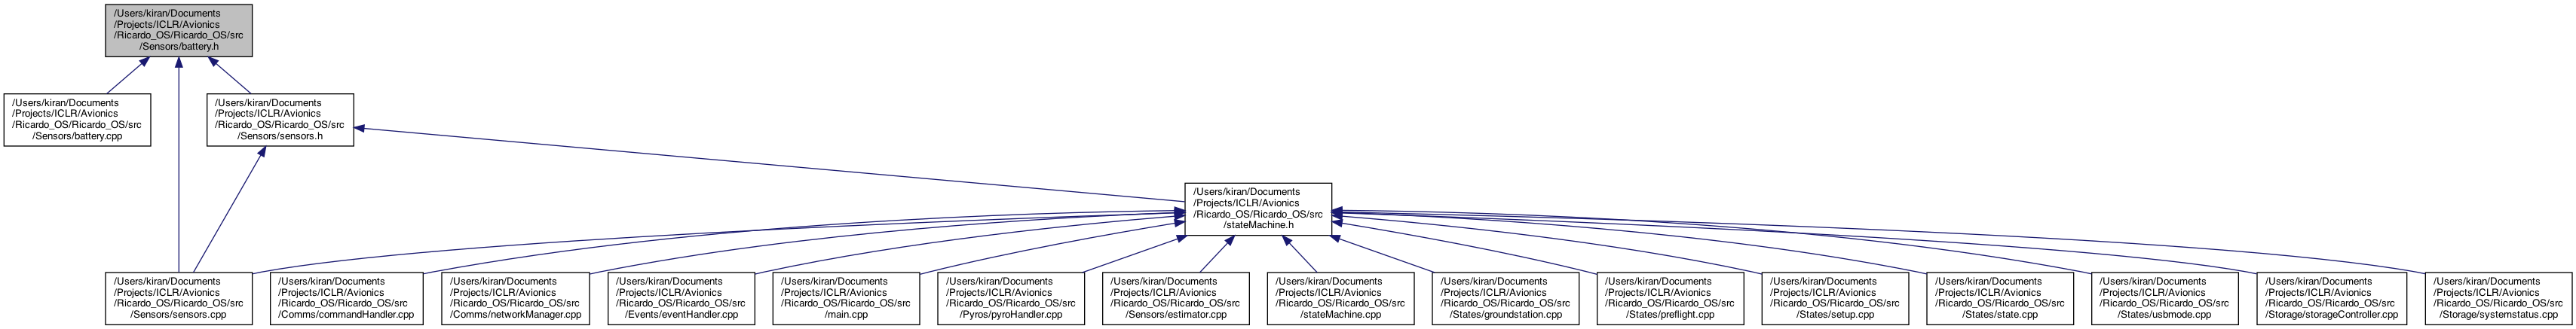 /Users/kiran/Documents
/Projects/ICLR/Avionics
/Ricardo_OS/Ricardo_OS/src
/Sensors/battery.h
/Users/kiran/Documents
/Projects/ICLR/Avionics
/Ricardo_OS/Ricardo_OS/src
/Sensors/battery.cpp
/Users/kiran/Documents
/Projects/ICLR/Avionics
/Ricardo_OS/Ricardo_OS/src
/Sensors/sensors.h
/Users/kiran/Documents
/Projects/ICLR/Avionics
/Ricardo_OS/Ricardo_OS/src
/stateMachine.h
/Users/kiran/Documents
/Projects/ICLR/Avionics
/Ricardo_OS/Ricardo_OS/src
/Sensors/sensors.cpp
/Users/kiran/Documents
/Projects/ICLR/Avionics
/Ricardo_OS/Ricardo_OS/src
/Comms/commandHandler.cpp
/Users/kiran/Documents
/Projects/ICLR/Avionics
/Ricardo_OS/Ricardo_OS/src
/Comms/networkManager.cpp
/Users/kiran/Documents
/Projects/ICLR/Avionics
/Ricardo_OS/Ricardo_OS/src
/Events/eventHandler.cpp
/Users/kiran/Documents
/Projects/ICLR/Avionics
/Ricardo_OS/Ricardo_OS/src
/main.cpp
/Users/kiran/Documents
/Projects/ICLR/Avionics
/Ricardo_OS/Ricardo_OS/src
/Pyros/pyroHandler.cpp
/Users/kiran/Documents
/Projects/ICLR/Avionics
/Ricardo_OS/Ricardo_OS/src
/Sensors/estimator.cpp
/Users/kiran/Documents
/Projects/ICLR/Avionics
/Ricardo_OS/Ricardo_OS/src
/stateMachine.cpp
/Users/kiran/Documents
/Projects/ICLR/Avionics
/Ricardo_OS/Ricardo_OS/src
/States/groundstation.cpp
/Users/kiran/Documents
/Projects/ICLR/Avionics
/Ricardo_OS/Ricardo_OS/src
/States/preflight.cpp
/Users/kiran/Documents
/Projects/ICLR/Avionics
/Ricardo_OS/Ricardo_OS/src
/States/setup.cpp
/Users/kiran/Documents
/Projects/ICLR/Avionics
/Ricardo_OS/Ricardo_OS/src
/States/state.cpp
/Users/kiran/Documents
/Projects/ICLR/Avionics
/Ricardo_OS/Ricardo_OS/src
/States/usbmode.cpp
/Users/kiran/Documents
/Projects/ICLR/Avionics
/Ricardo_OS/Ricardo_OS/src
/Storage/storageController.cpp
/Users/kiran/Documents
/Projects/ICLR/Avionics
/Ricardo_OS/Ricardo_OS/src
/Storage/systemstatus.cpp